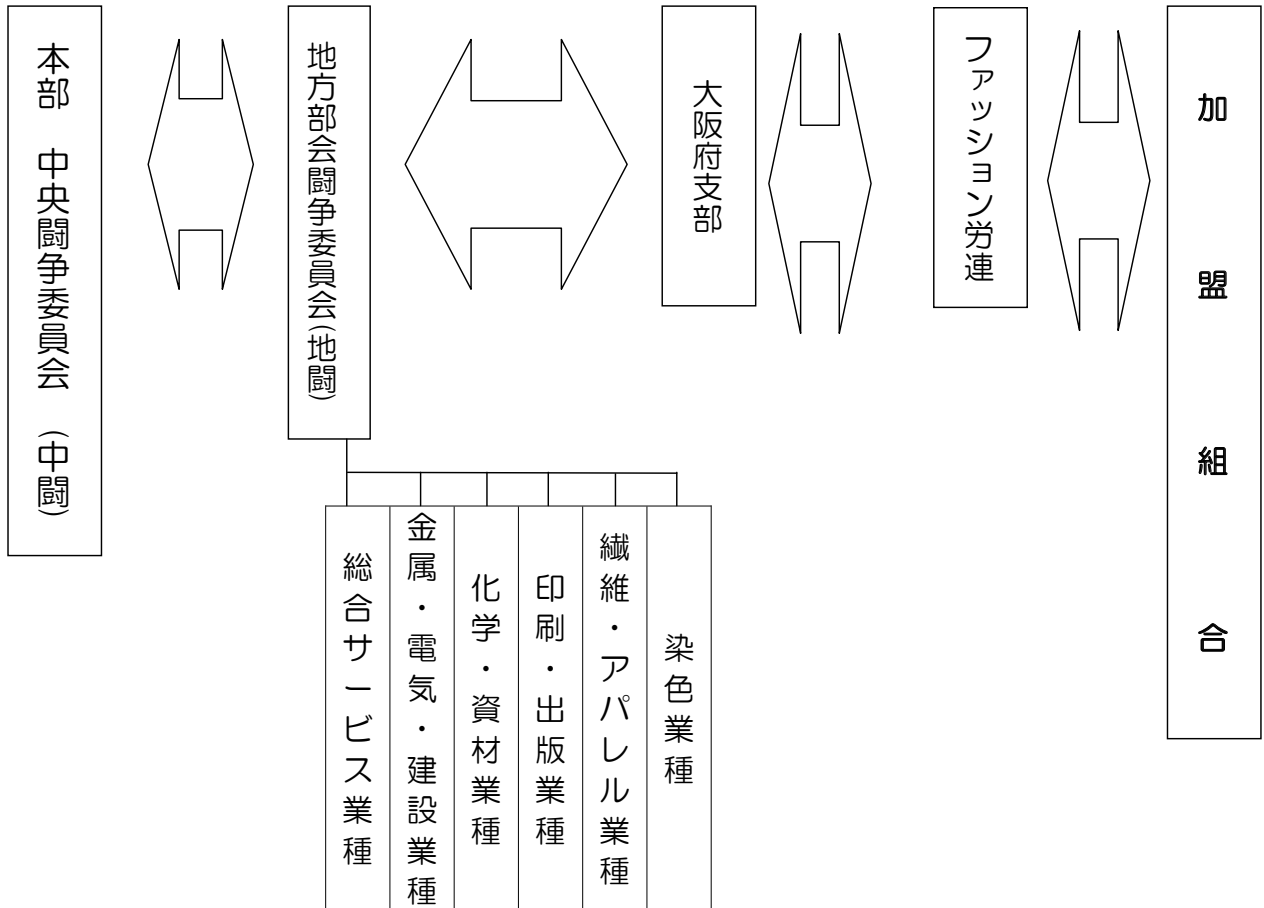 本部 中央闘争委員会 （中闘）
地方部会闘争委員会(地闘)
大阪府支部
ファッション労連
加盟組合
総合サービス業種
金属・電気・建設業種
化学・資材業種
印刷・出版業種
繊維・アパレル業種
染色業種